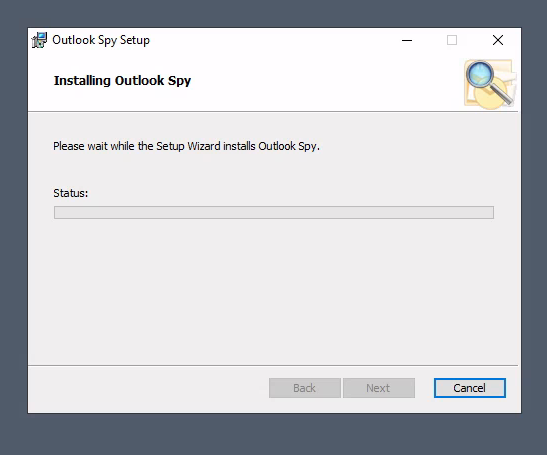 Outlook Spy Setup
Installing Outlook Spy
Please wait while the Setup Wizard installs Outlook Spy.
Status:
Back Next Cancel